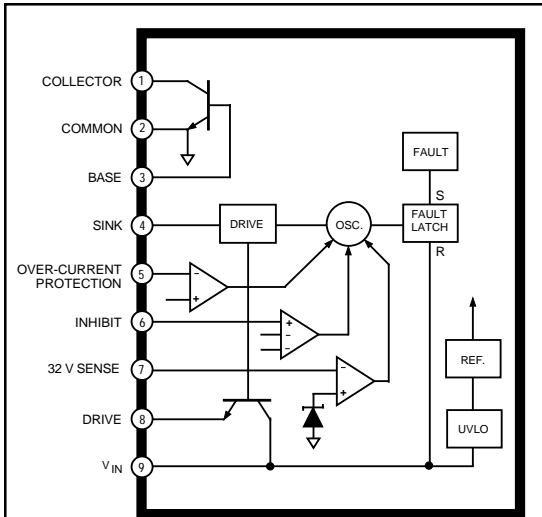 COLLECTOR 1
COMMON 2
BASE 3
SINK 4
OVER-CURRENT
PROTECTION 5
INHIBIT 6
32 V SENSE 7
DRIVE 8
V IN 9
DRIVE
OSC.
FAULT
S
FAULT
LATCH
R
- 
+
+
-
-
-
+
REF.
UVLO